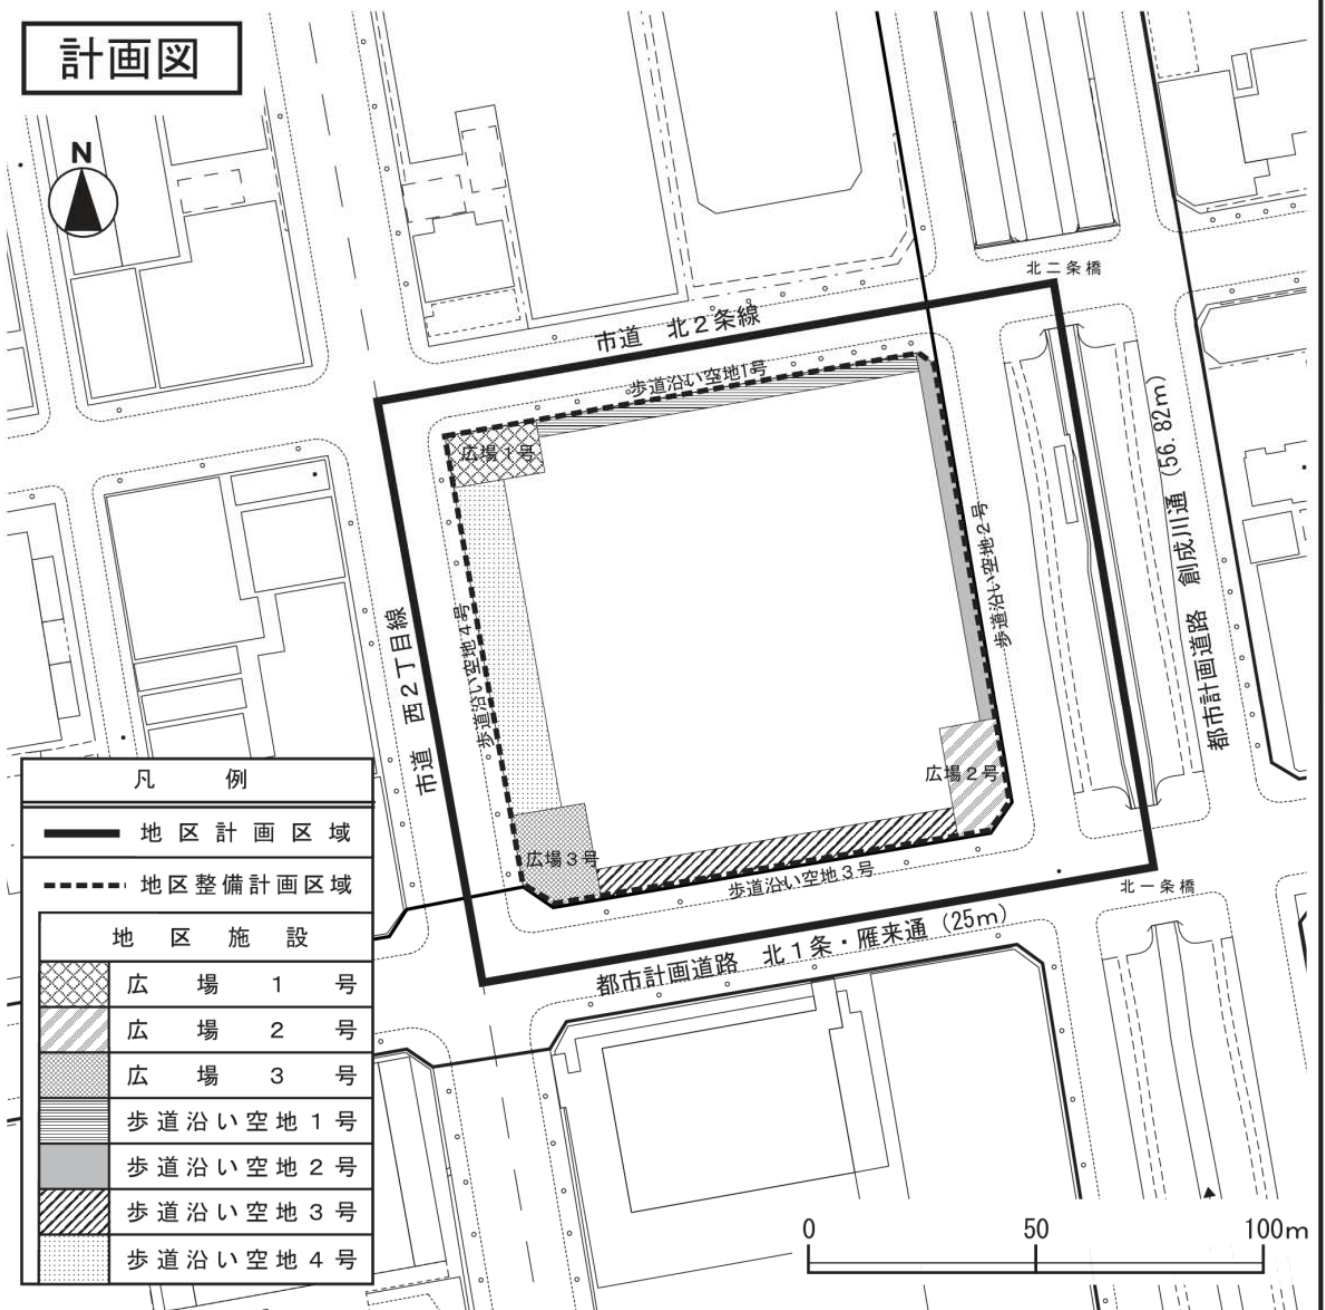 計画図
N
北二条橋
市道 北2条線
歩道沿い空地1号
広場1号
都市計画道路 創成川通(56.82m)
歩道沿い空地2号
歩道沿い空地4号
市道 西2丁目線
広場2号
広場3号
歩道沿い空地3号
北一条橋
都市計画道路 北1条・雁来通(25m)
凡例
地区計画区域
地区整備計画区域
地区施設
広場1号
広場2号
広場3号
歩道沿い空地1号
歩道沿い空地2号
歩道沿い空地3号
歩道沿い空地4号
0 50 100m